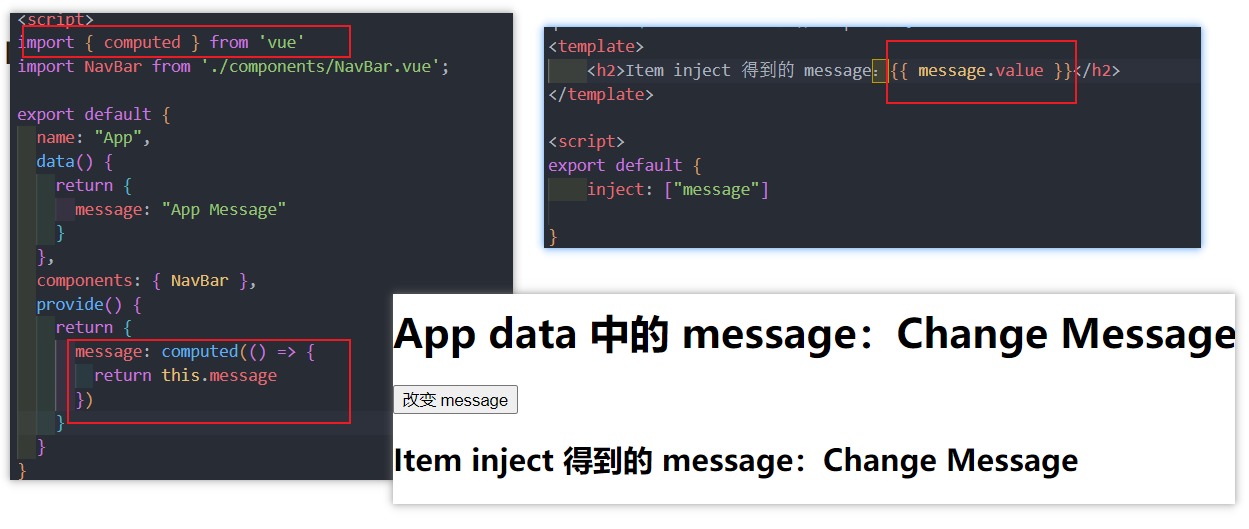 <script>
import { computed } from 'vue'
import NavBar from './components/NavBar.vue';
export default {
name: "App",
data() {
return {
message: "App Message"
}
},
components: { NavBar },
provide() {
return {
message: computed(() => {
return this.message
})
}
}
}
<template>
<h2>Item inject 得到的 message：{{ message.value }}</h2>
</template>
<script>
export default {
inject: ["message"]
}
App data 中的 message：Change Message
改变 message
Item inject 得到的 message：Change Message